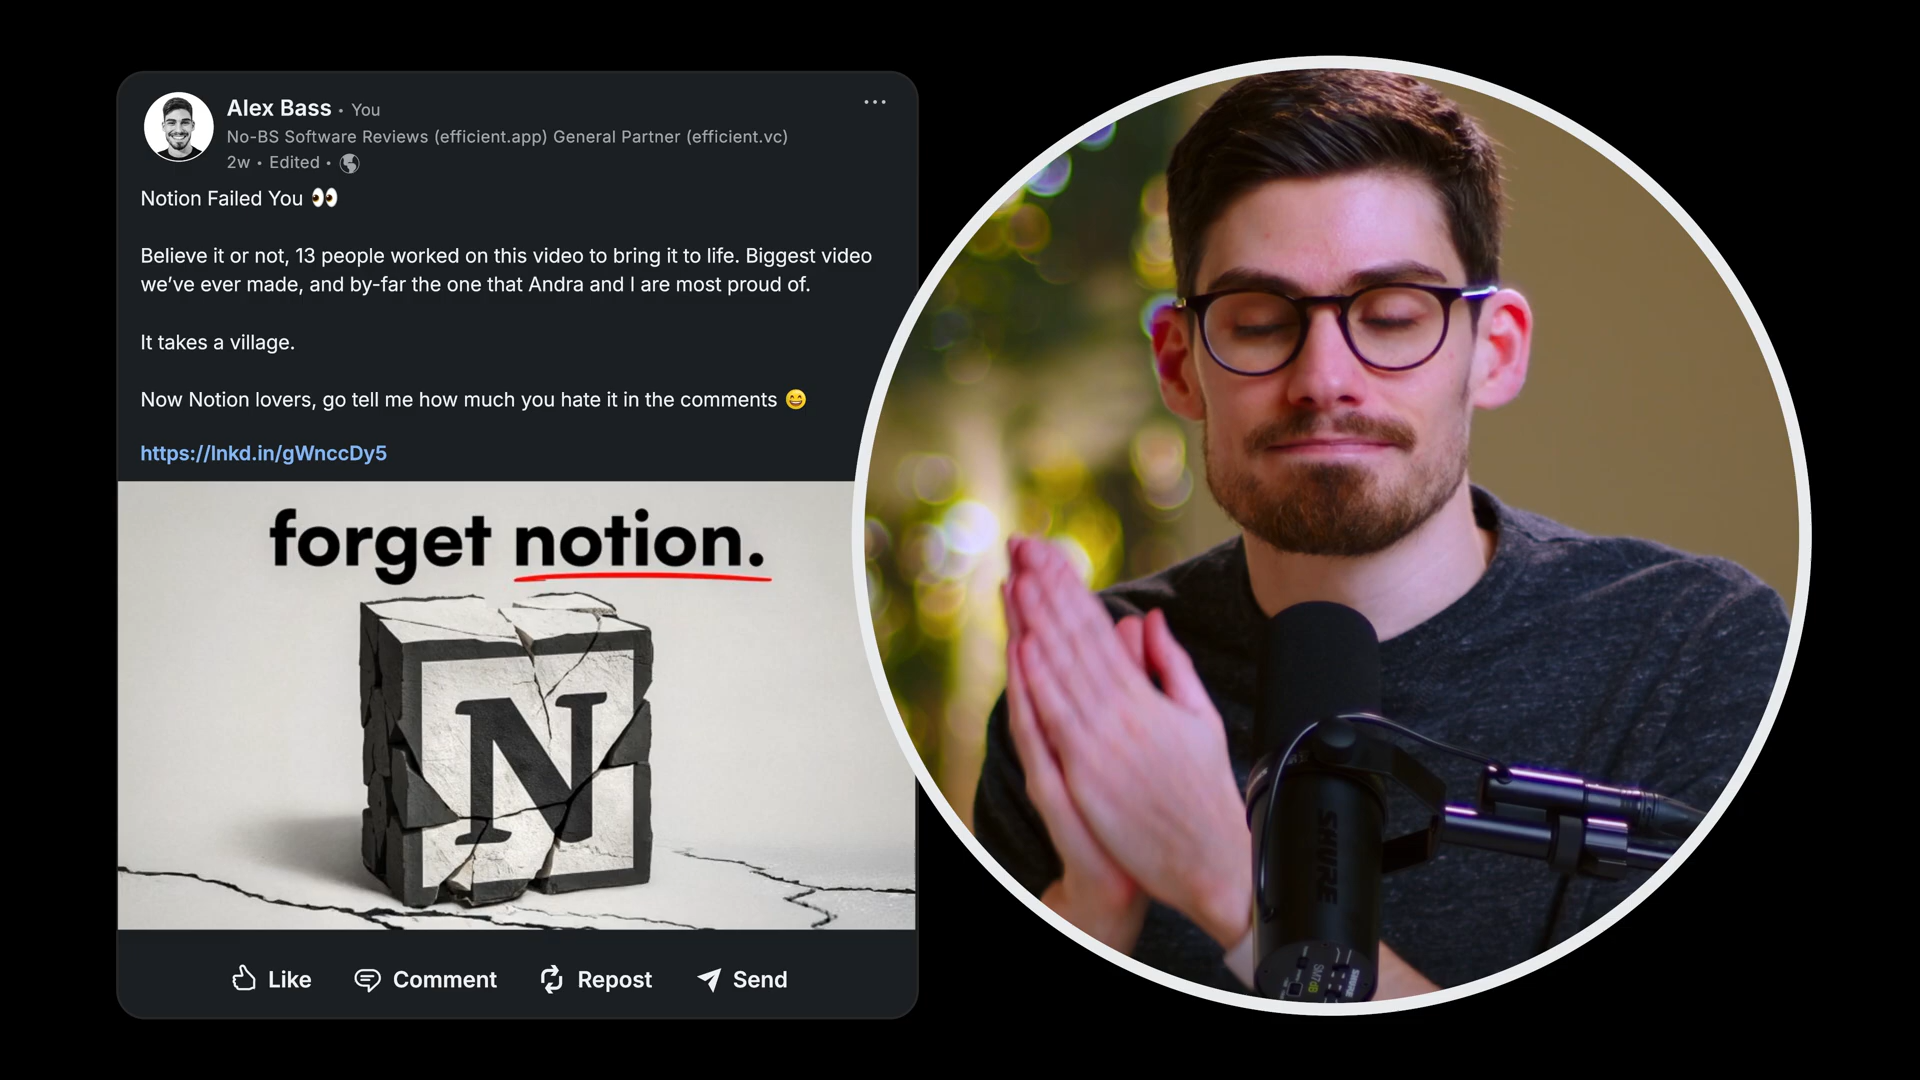 Alex Bass • You
No-BS Software Reviews (efficient.app) General Partner (efficient.vc)
2w • Edited •
Notion Failed You 👀
Believe it or not, 13 people worked on this video to bring it to life. Biggest video
we’ve ever made, and by-far the one that Andra and I are most proud of.
It takes a village.
Now Notion lovers, go tell me how much you hate it in the comments 😄
https://lnkd.in/gWnccDy5
forget notion.
N
Like
Comment
Repost
Send
SHURE
SM7dB
SHURE